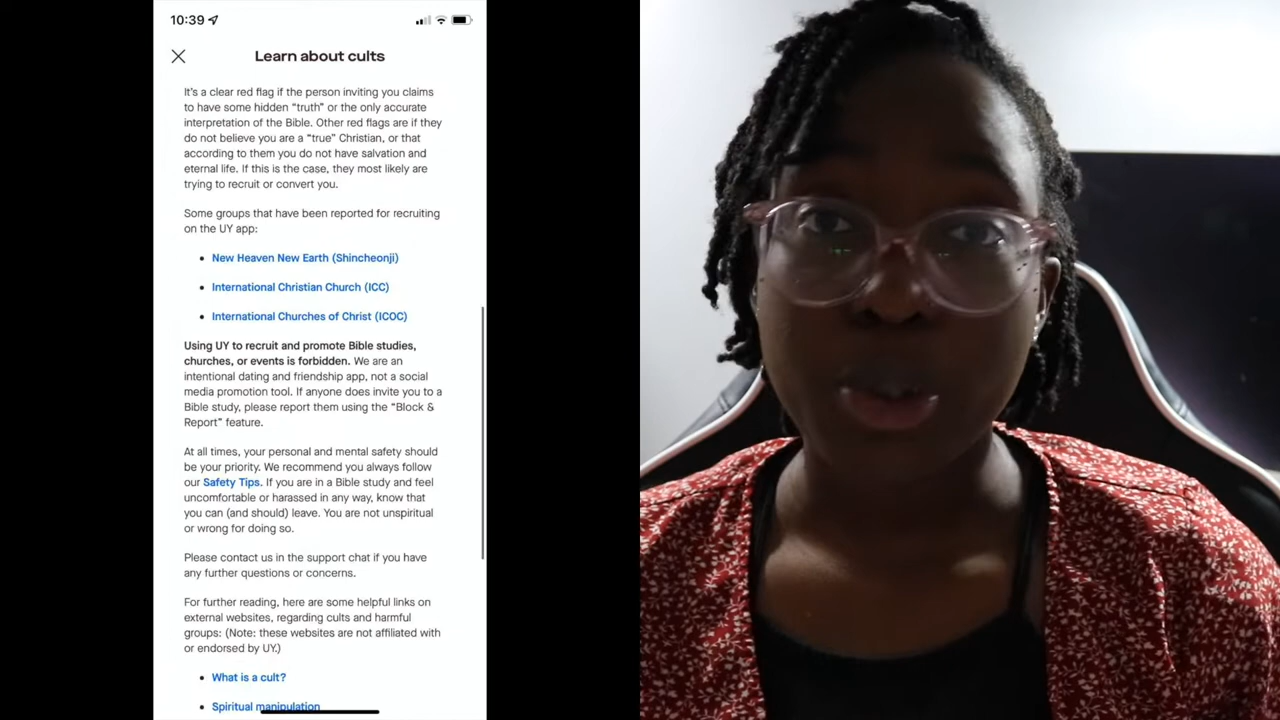 10:39
Learn about cults
It's a clear red flag if the person inviting you claims
to have some hidden “truth” or the only accurate
interpretation of the Bible. Other red flags are if they
do not believe you are a “true” Christian, or that
according to them you do not have salvation and
eternal life. If this is the case, they most likely are
trying to recruit or convert you.
Some groups that have been reported for recruiting
on the UY app:
• New Heaven New Earth (Shincheonji)
• International Christian Church (ICC)
• International Churches of Christ (ICOC)
Using UY to recruit and promote Bible studies,
churches, or events is forbidden. We are an
intentional dating and friendship app, not a social
media promotion tool. If anyone does invite you to a
Bible study, please report them using the “Block &
Report” feature.
At all times, your personal and mental safety should
be your priority. We recommend you always follow
our Safety Tips. If you are in a Bible study and feel
uncomfortable or harassed in any way, know that
you can (and should) leave. You are not unspiritual
or wrong for doing so.
Please contact us in the support chat if you have
any further questions or concerns.
For further reading, here are some helpful links on
external websites, regarding cults and harmful
groups: (Note: these websites are not affiliated with
or endorsed by UY.)
• What is a cult?
• Spiritual manipulation